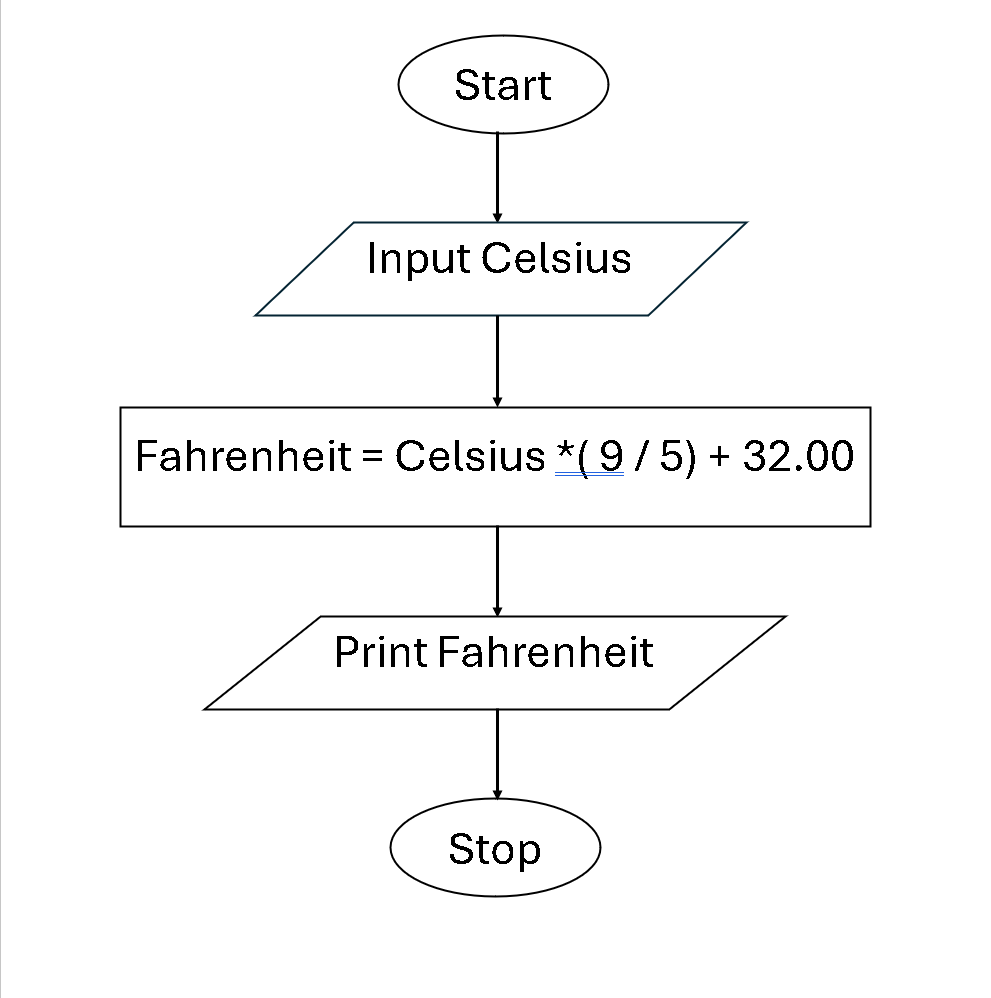 Start
Input Celsius
Fahrenheit = Celsius *( 9 / 5) + 32.00
Print Fahrenheit
Stop